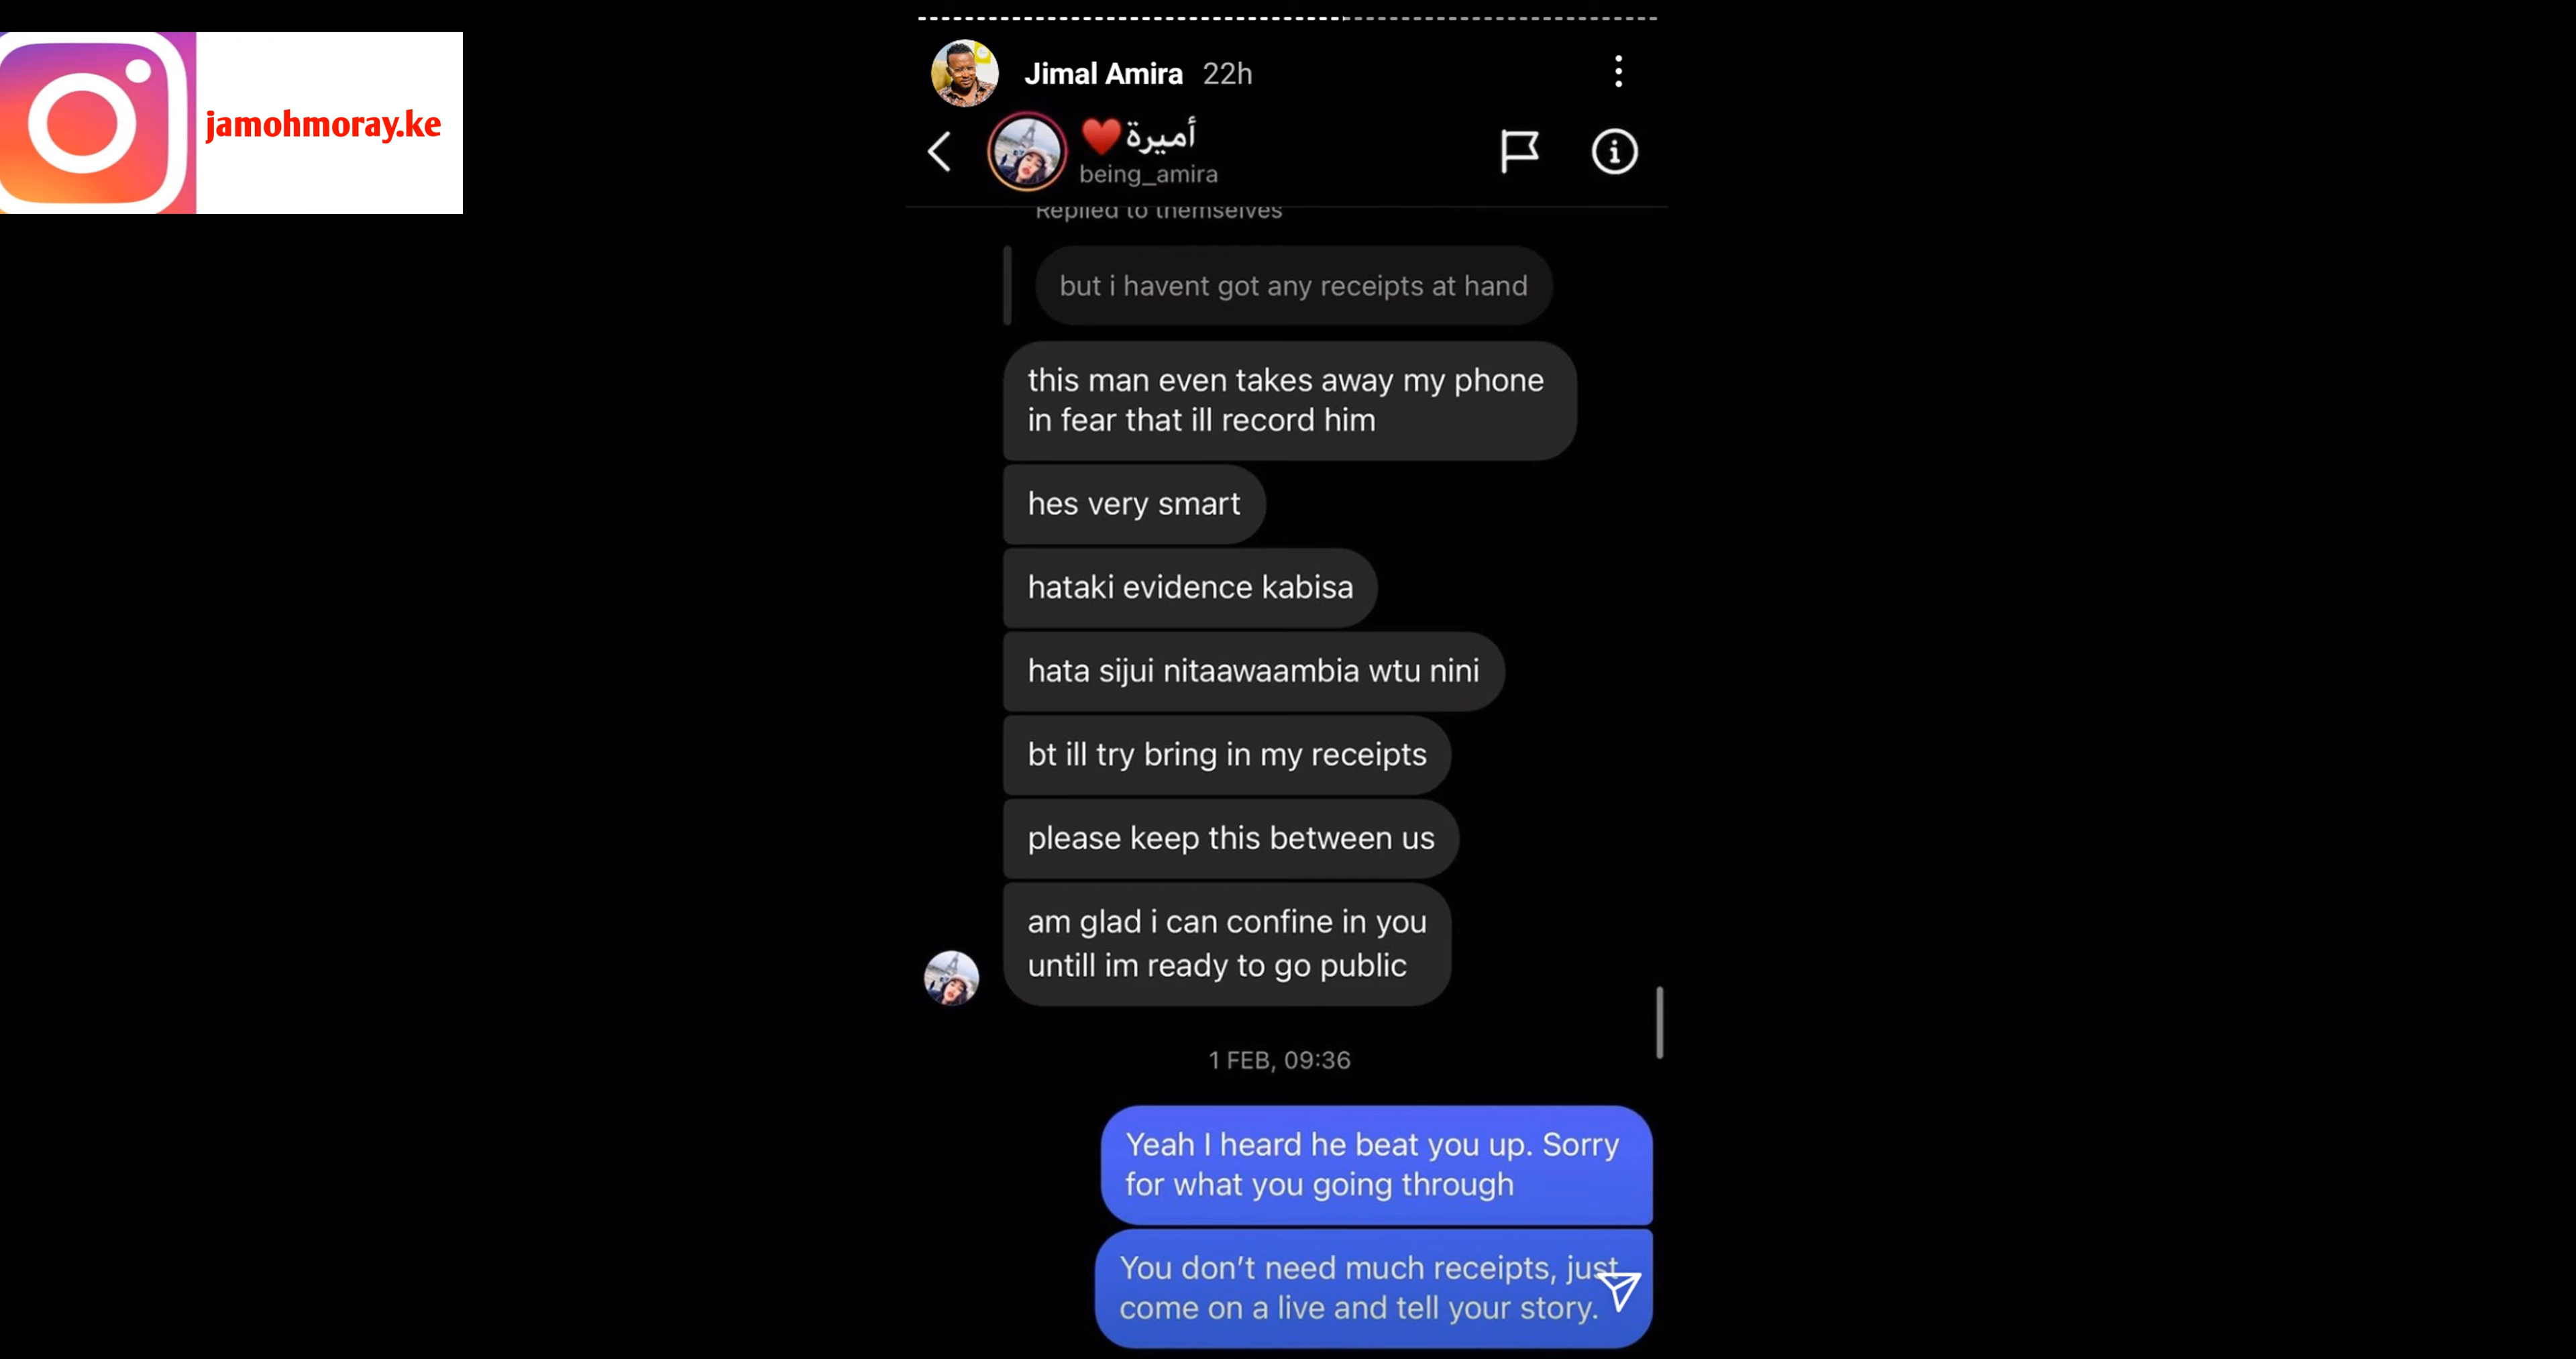 jamohmoray.ke
Jimal Amira 22h
أميرة
being_amira
Replied to themselves
but i havent got any receipts at hand
this man even takes away my phone
in fear that ill record him
hes very smart
hataki evidence kabisa
hata sijui nitaawaambia wtu nini
bt ill try bring in my receipts
please keep this between us
am glad i can confine in you
untill im ready to go public
1 FEB, 09:36
Yeah I heard he beat you up. Sorry
for what you going through
You don't need much receipts, just
come on a live and tell your story.